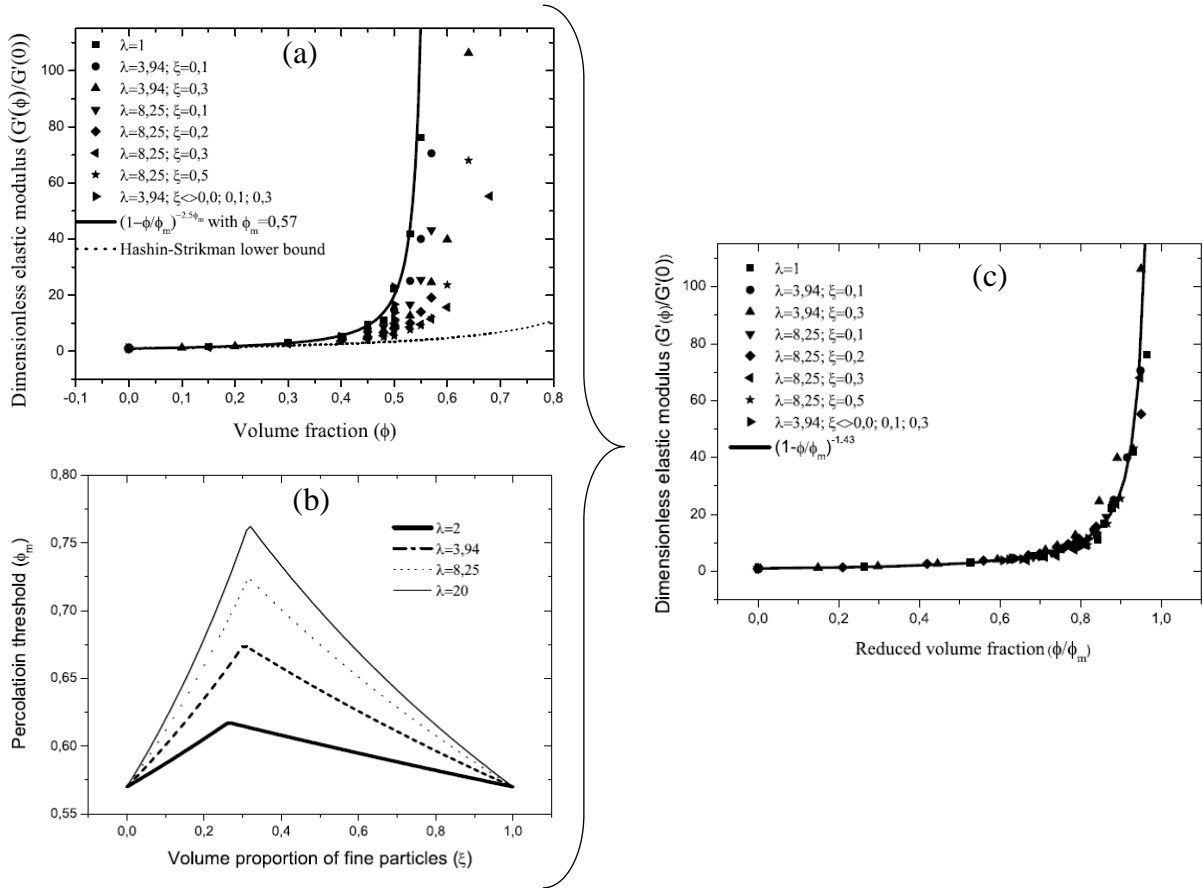 (a)
λ=1
λ=3,94; ξ=0,1
λ=3,94; ξ=0,3
λ=8,25; ξ=0,1
λ=8,25; ξ=0,2
λ=8,25; ξ=0,3
λ=8,25; ξ=0,5
λ=3,94; ξ<>0,0; 0,1; 0,3
(1-ϕ/ϕm)^-2.5ϕm with ϕm=0,57
Hashin-Strikman lower bound
Dimensionless elastic modulus (G'(ϕ)/G'(0))
100
80
60
40
20
0
-0,1 0,0 0,1 0,2 0,3 0,4 0,5 0,6 0,7 0,8
Volume fraction (ϕ)
(b)
λ=2
λ=3,94
λ=8,25
λ=20
Percolatioin threshold (ϕm)
0,80
0,75
0,70
0,65
0,60
0,55
0,0 0,2 0,4 0,6 0,8 1,0
Volume proportion of fine particles (ξ)
(c)
λ=1
λ=3,94; ξ=0,1
λ=3,94; ξ=0,3
λ=8,25; ξ=0,1
λ=8,25; ξ=0,2
λ=8,25; ξ=0,3
λ=8,25; ξ=0,5
λ=3,94; ξ<>0,0; 0,1; 0,3
(1-ϕ/ϕm)^-1.43
Dimensionless elastic modulus (G'(ϕ)/G'(0))
100
80
60
40
20
0
0,0 0,2 0,4 0,6 0,8 1,0
Reduced volume fraction (ϕ/ϕm)